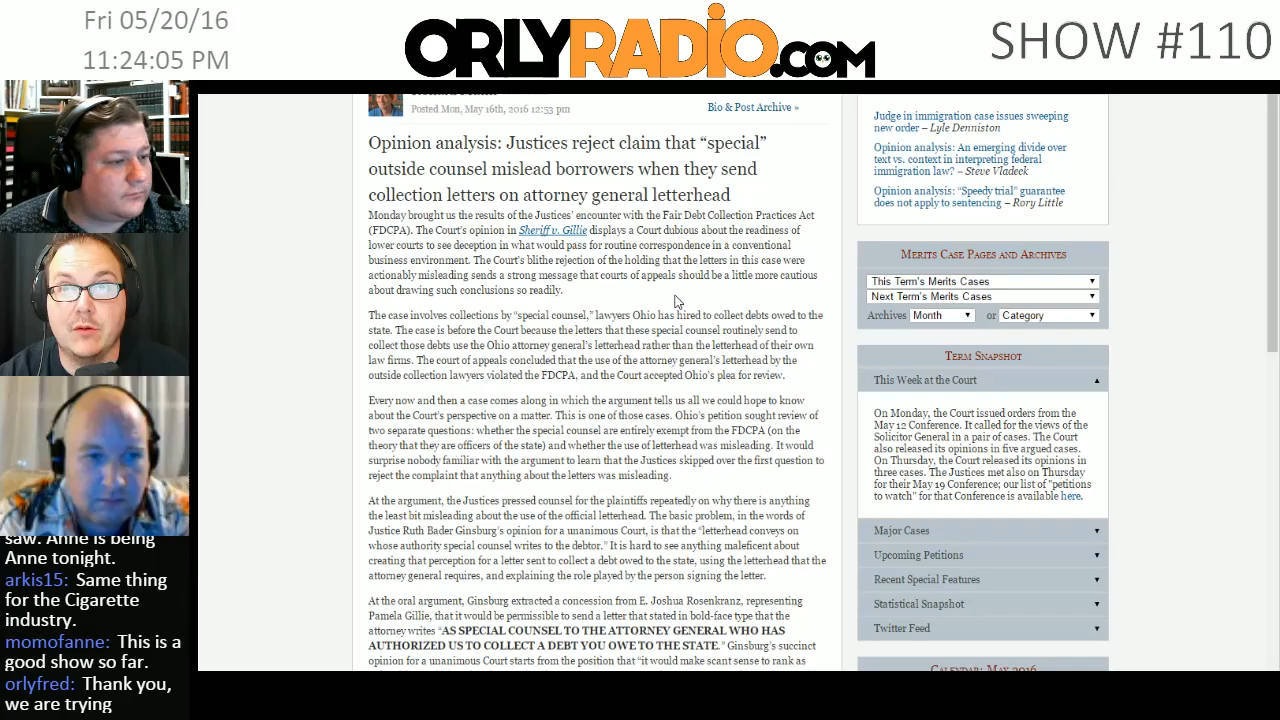 Fri 05/20/16
11:24:05 PM
ORLYRADIO.COM
SHOW #110
Posted Mon, May 16th, 2016 12:53 pm
Bio & Post Archive »
Opinion analysis: Justices reject claim that “special”
outside counsel mislead borrowers when they send
collection letters on attorney general letterhead
Monday brought us the results of the Justices’ encounter with the Fair Debt Collection Practices Act
(FDCPA). The Court’s opinion in Sheriff v. Gillie displays a Court dubious about the readiness of
lower courts to see deception in what would pass for routine correspondence in a conventional
business environment. The Court’s blithe rejection of the holding that the letters in this case were
actionably misleading sends a strong message that courts of appeals should be a little more cautious
about drawing such conclusions so readily.
The case involves collections by “special counsel,” lawyers Ohio has hired to collect debts owed to the
state. The case is before the Court because the letters that these special counsel routinely send to
collect those debts use the Ohio attorney general’s letterhead rather than the letterhead of their own
law firms. The court of appeals concluded that the use of the attorney general’s letterhead by the
outside collection lawyers violated the FDCPA, and the Court accepted Ohio’s plea for review.
Every now and then a case comes along in which the argument tells us all we could hope to know
about the Court’s perspective on a matter. This is one of those cases. Ohio’s petition sought review of
two separate questions: whether the special counsel are entirely exempt from the FDCPA (on the
theory that they are officers of the state) and whether the use of letterhead was misleading. It would
surprise nobody familiar with the argument to learn that the Justices skipped over the first question to
reject the complaint that anything about the letters was misleading.
At the argument, the Justices pressed counsel for the plaintiffs repeatedly on why there is anything
the least bit misleading about the use of the official letterhead. The basic problem, in the words of
Justice Ruth Bader Ginsburg’s opinion for a unanimous Court, is that the “letterhead conveys on
whose authority special counsel writes to the debtor.” It is hard to see anything maleficent about
creating that perception for a letter sent to collect a debt owed to the state, using the letterhead that the
attorney general requires, and explaining the role played by the person signing the letter.
At the oral argument, Ginsburg extracted a concession from E. Joshua Rosenkranz, representing
Pamela Gillie, that it would be permissible to send a letter that stated in bold-face type that the
attorney writes “AS SPECIAL COUNSEL TO THE ATTORNEY GENERAL WHO HAS
AUTHORIZED US TO COLLECT A DEBT YOU OWE TO THE STATE.” Ginsburg’s succinct
opinion for a unanimous Court starts from the position that “it would make scant sense to rank as
Judge in immigration case issues sweeping
new order – Lyle Denniston
Opinion analysis: An emerging divide over
text vs. context in interpreting federal
immigration law? – Steve Vladeck
Opinion analysis: “Speedy trial” guarantee
does not apply to sentencing – Rory Little
Merits Case Pages and Archives
This Term's Merits Cases
Next Term's Merits Cases
Archives Month or Category
Term Snapshot
This Week at the Court
On Monday, the Court issued orders from the
May 12 Conference. It called for the views of the
Solicitor General in a pair of cases. The Court
also released its opinions in five argued cases.
On Thursday, the Court released its opinions in
three cases. The Justices met also on Thursday
for their May 19 Conference; our list of "petitions
to watch" for that Conference is available here.
Major Cases
Upcoming Petitions
Recent Special Features
Statistical Snapshot
Twitter Feed
Calendar: May 2016
saw. Anne is being
Anne tonight.
arkis15: Same thing
for the Cigarette
industry.
momofanne: This is a
good show so far.
orlyfred: Thank you,
we are trying